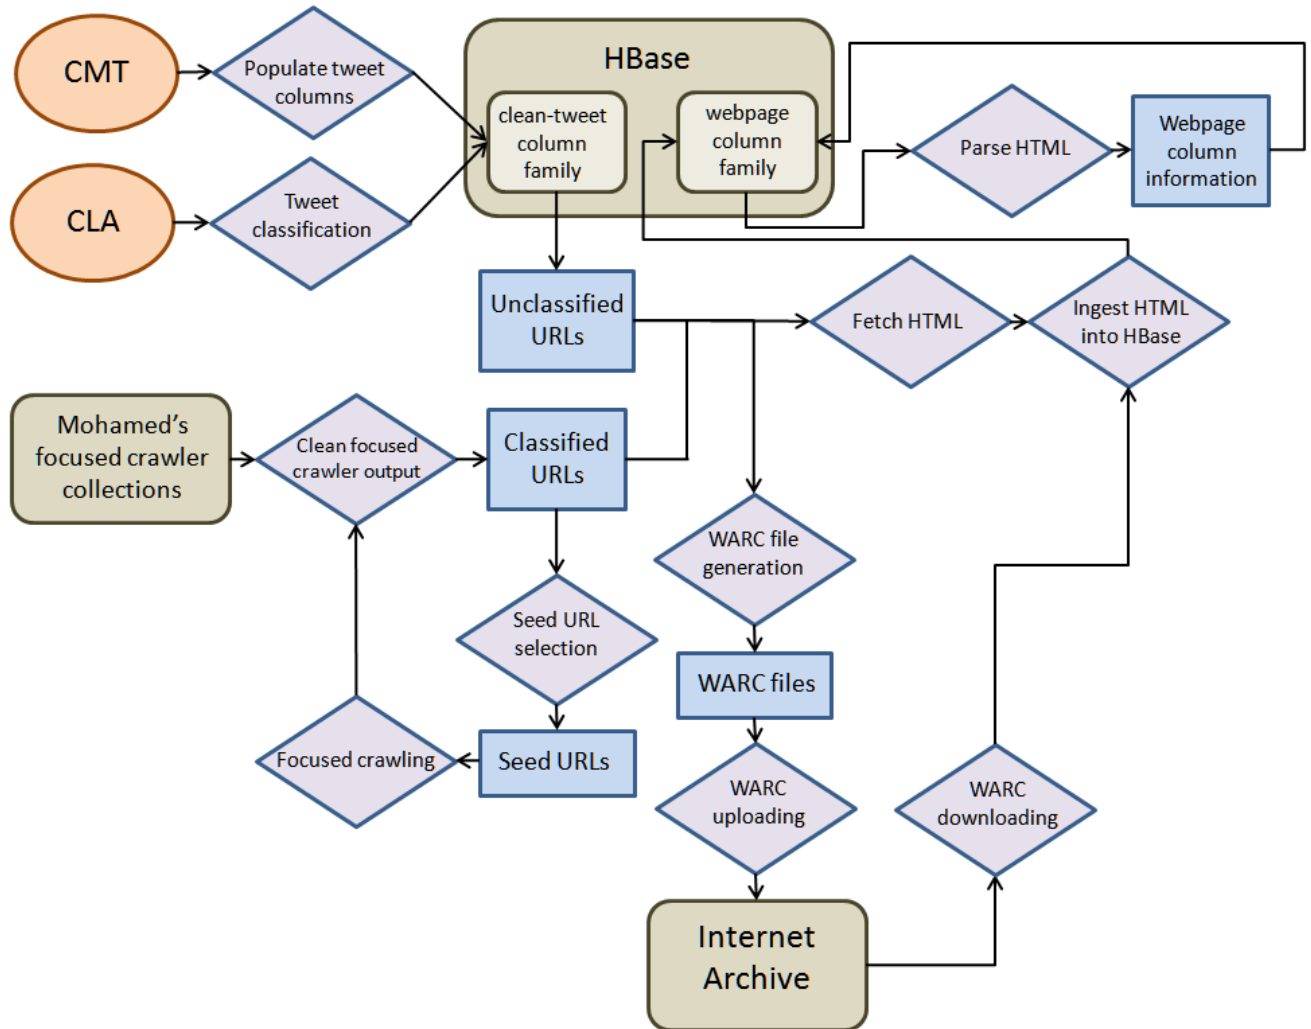 CMT
Populate tweet
columns
HBase
clean-tweet
column
family
webpage
column
family
Parse HTML
Webpage
column
information
CLA
Tweet
classification
Unclassified
URLs
Fetch HTML
Ingest HTML
into HBase
Mohamed’s
focused crawler
collections
Clean focused
crawler output
Classified
URLs
WARC file
generation
Seed URL
selection
WARC files
Focused crawling
Seed URLs
WARC
uploading
WARC
downloading
Internet
Archive